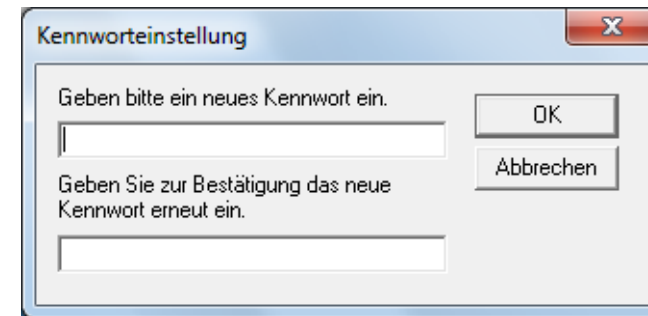 Kennworteinstellung
Geben bitte ein neues Kennwort ein.
OK
Abbrechen
Geben Sie zur Bestätigung das neue
Kennwort erneut ein.